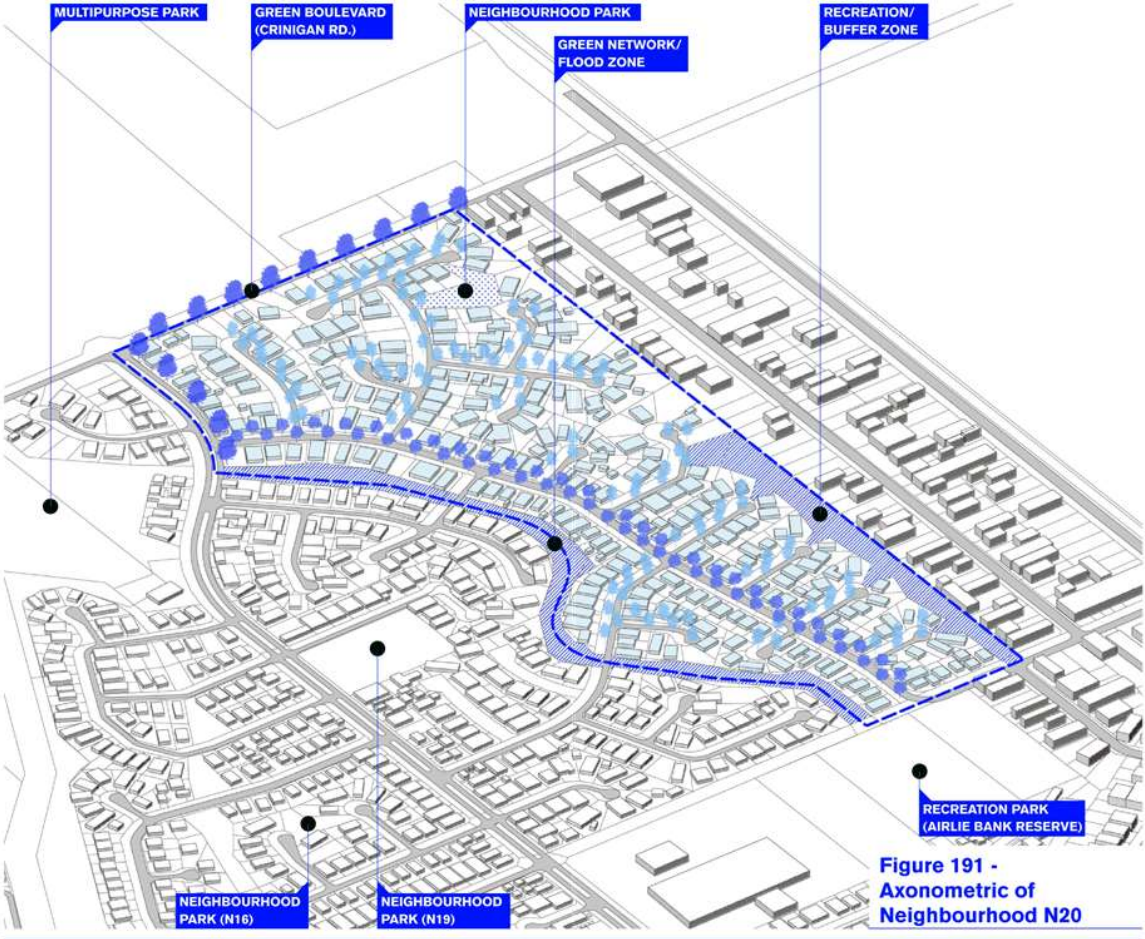 MULTIPURPOSE PARK
GREEN BOULEVARD
(CRINIGAN RD.)
NEIGHBOURHOOD PARK
GREEN NETWORK/
FLOOD ZONE
RECREATION/
BUFFER ZONE
RECREATION PARK
(AIRLIE BANK RESERVE)
NEIGHBOURHOOD
PARK (N16)
NEIGHBOURHOOD
PARK (N19)
Figure 191 -
Axonometric of
Neighbourhood N20